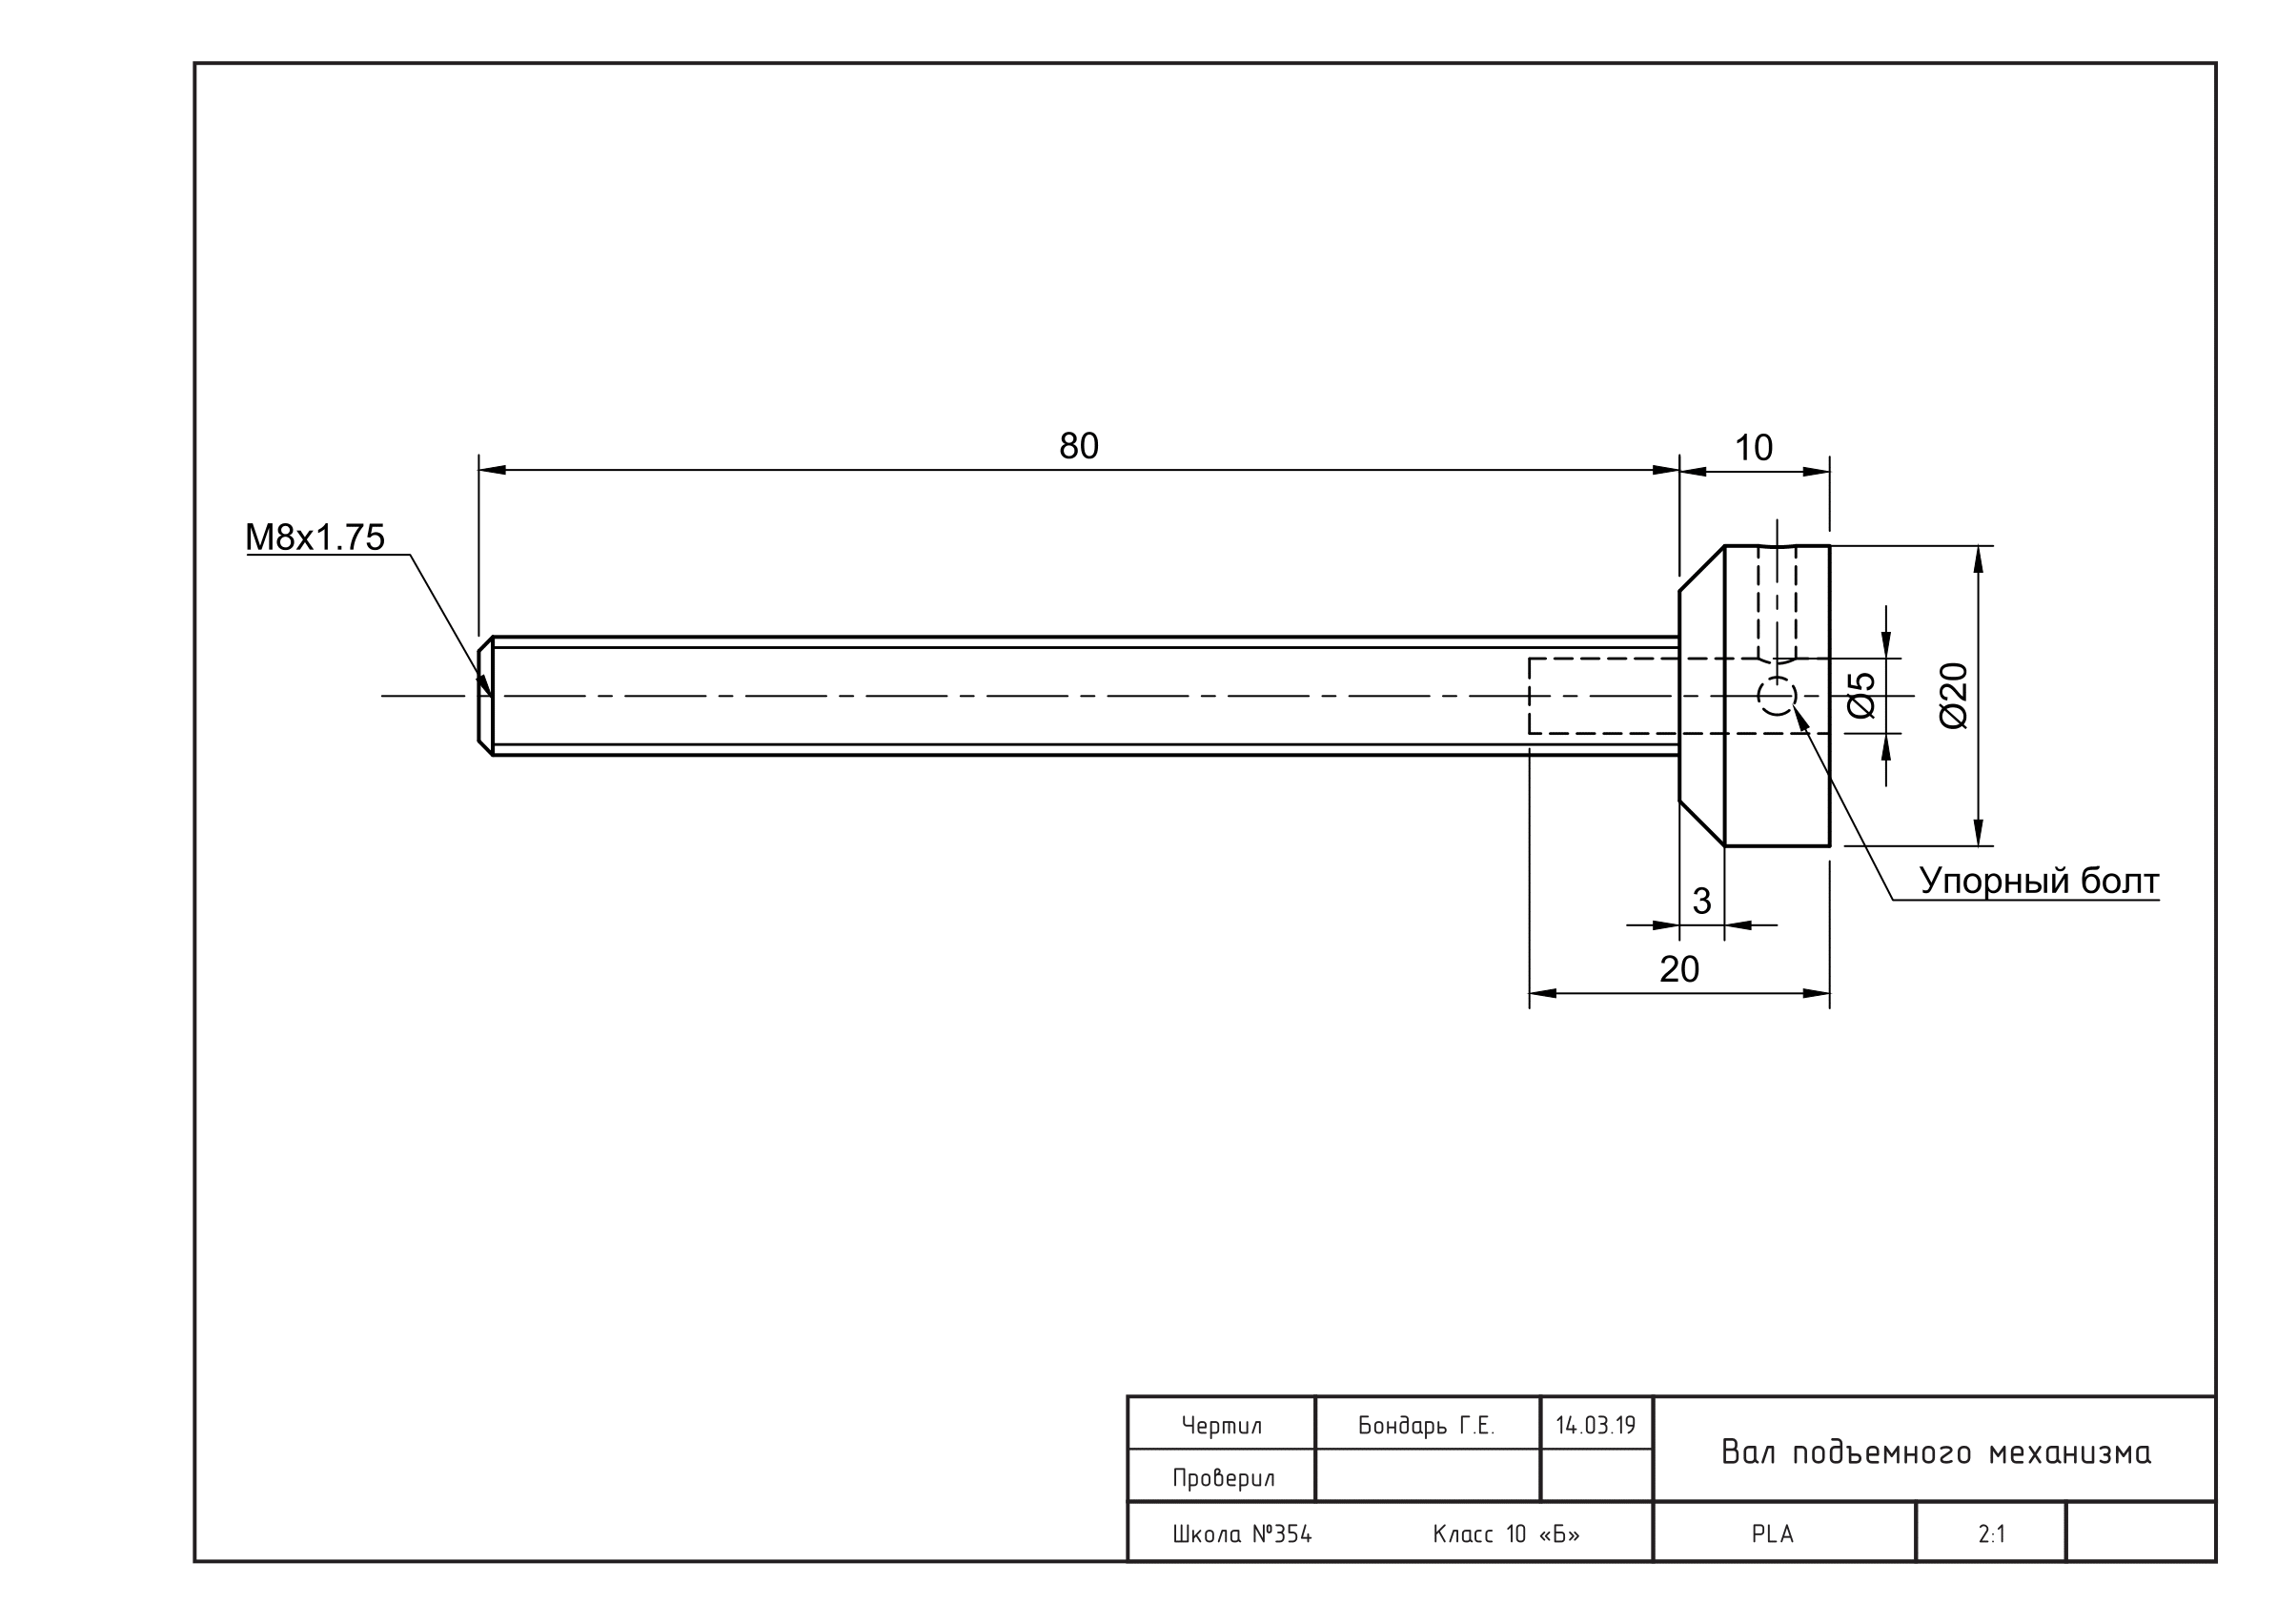 80
10
M8x1.75
Ø5
Ø20
Упорный болт
3
20
Чертил Бондарь Г.Е. 14.03.19
Вал подъемного механизма
Проверил
Школа №354 Класс 10 «Б» PLA 2:1